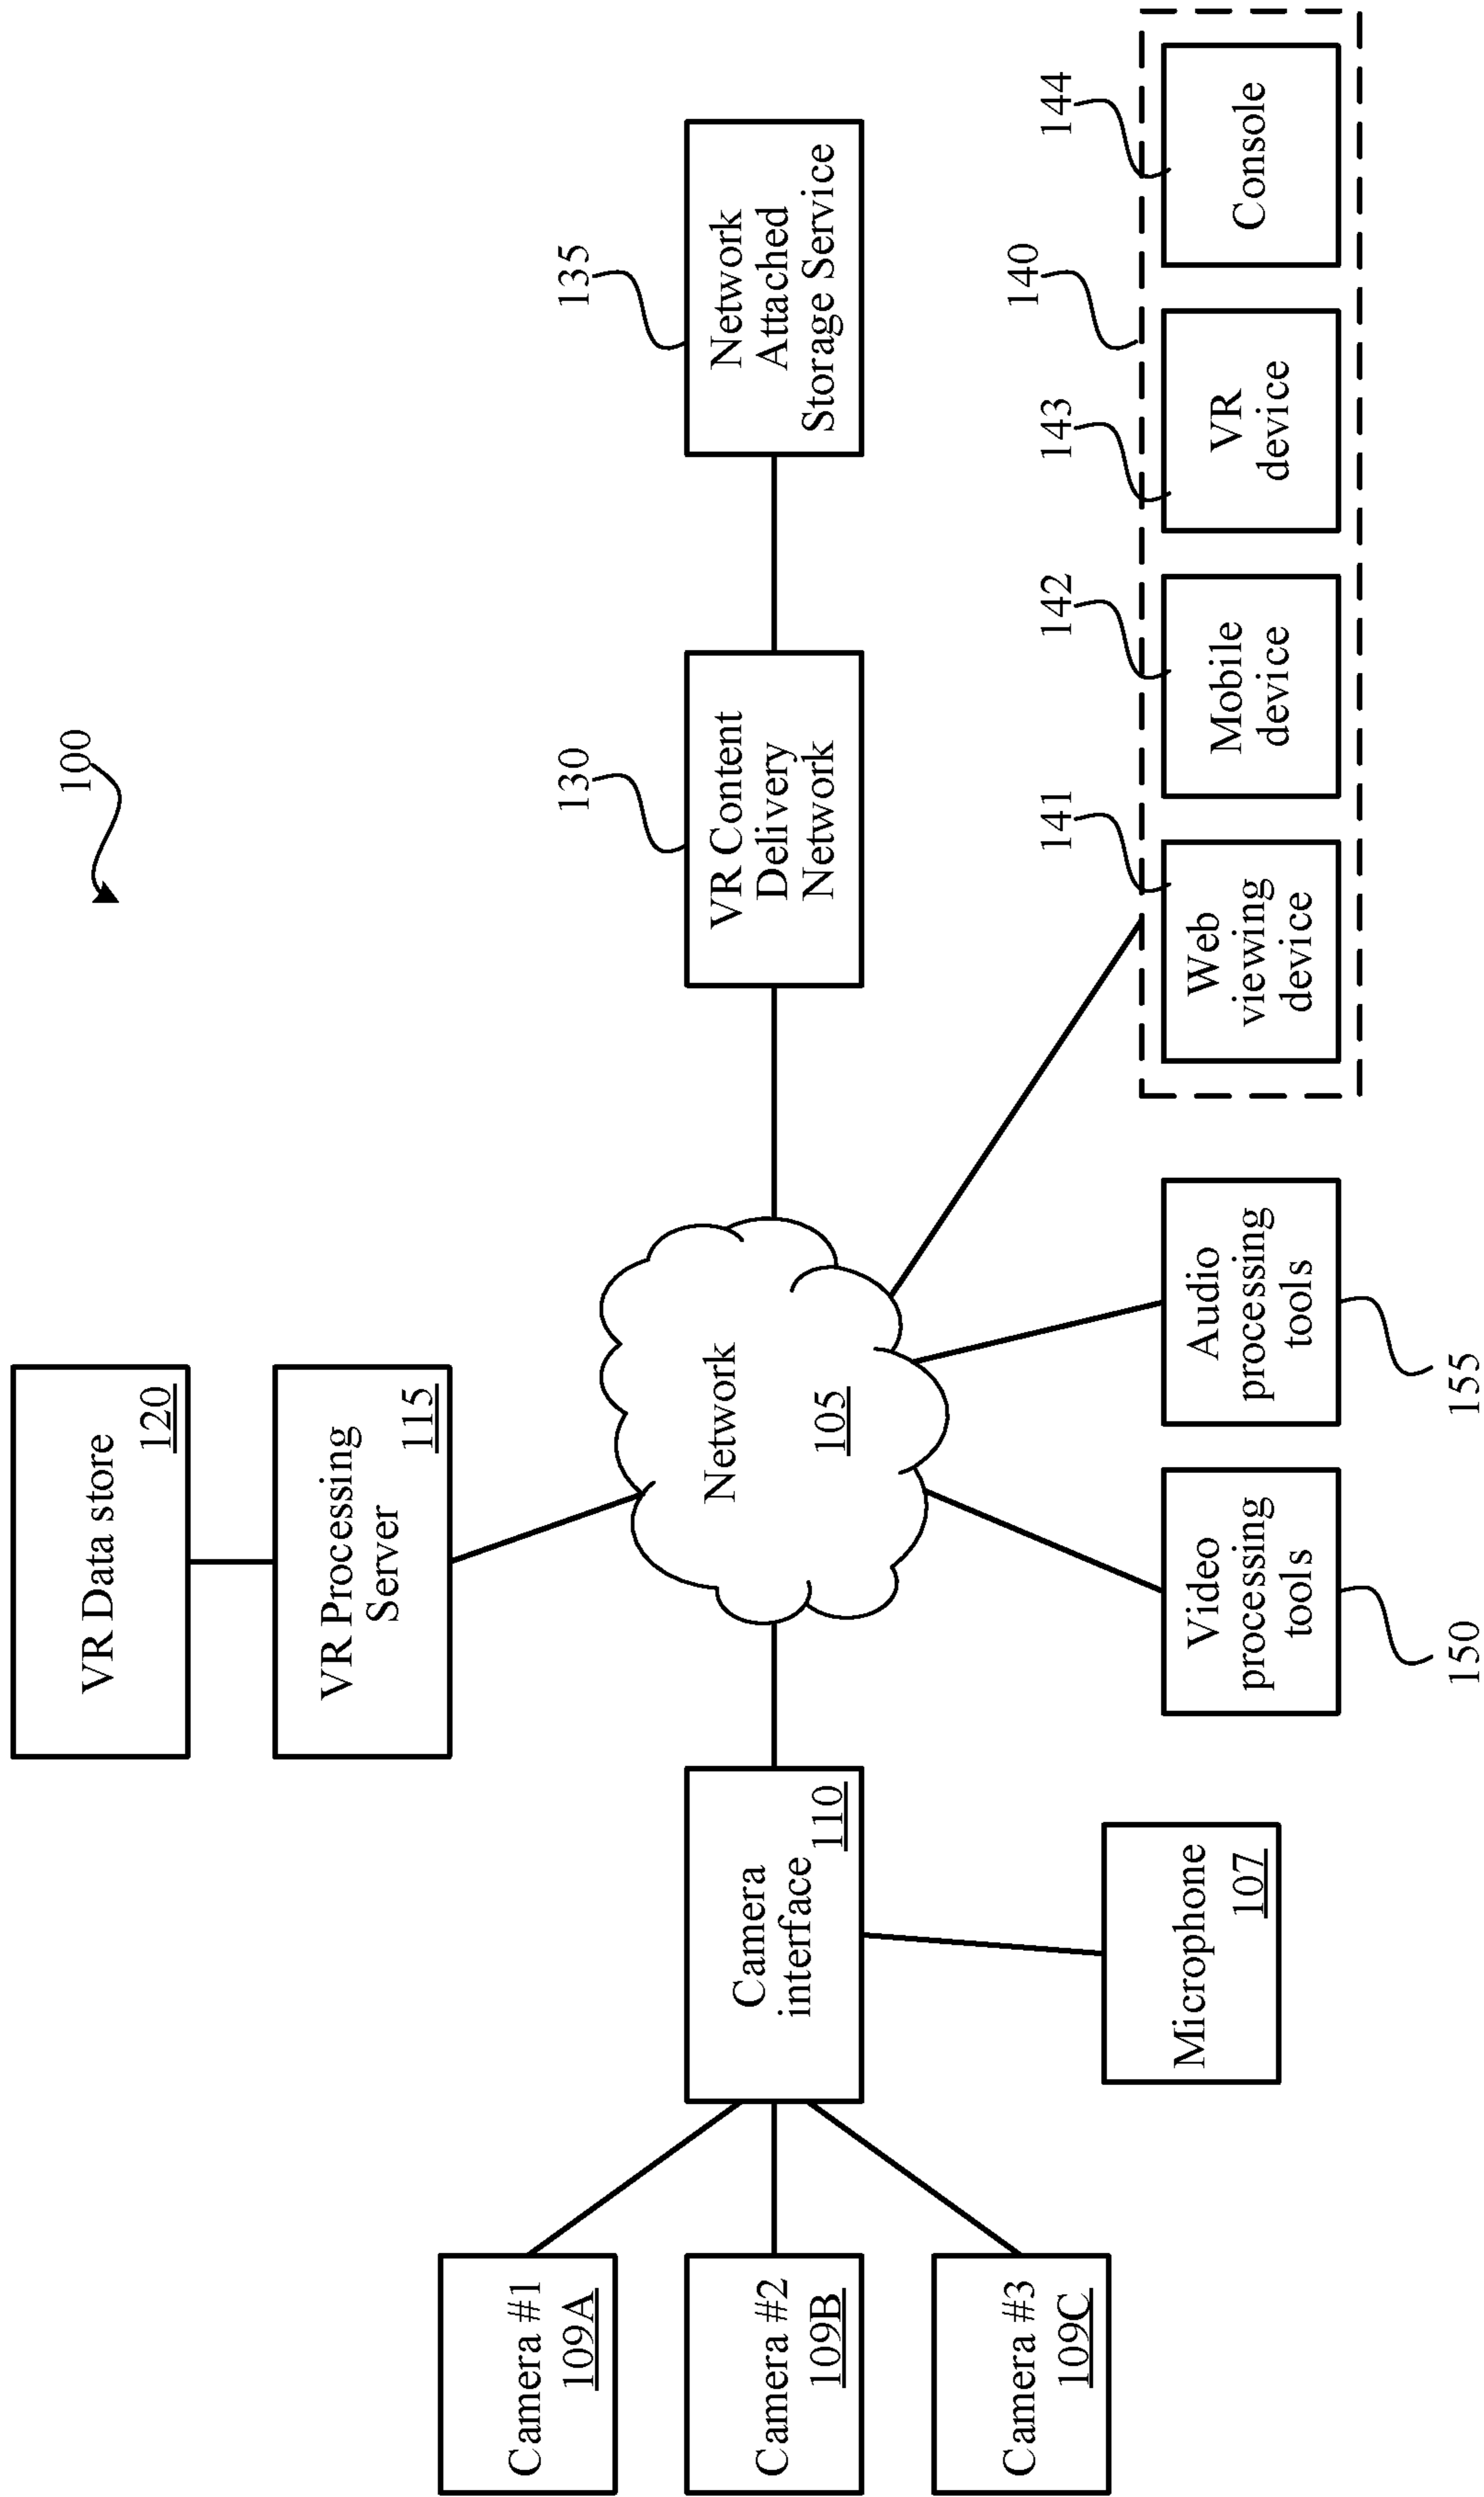 100
VR Data store
120
VR Processing
Server
115
Camera #1
109A
Camera #2
109B
Camera #3
109C
Camera
interface
110
Microphone
107
Network
105
130
VR Content
Delivery
Network
135
Network
Attached
Storage Service
Video
processing
tools
150
Audio
processing
tools
155
140
141
Web
viewing
device
142
Mobile
device
143
VR
device
144
Console